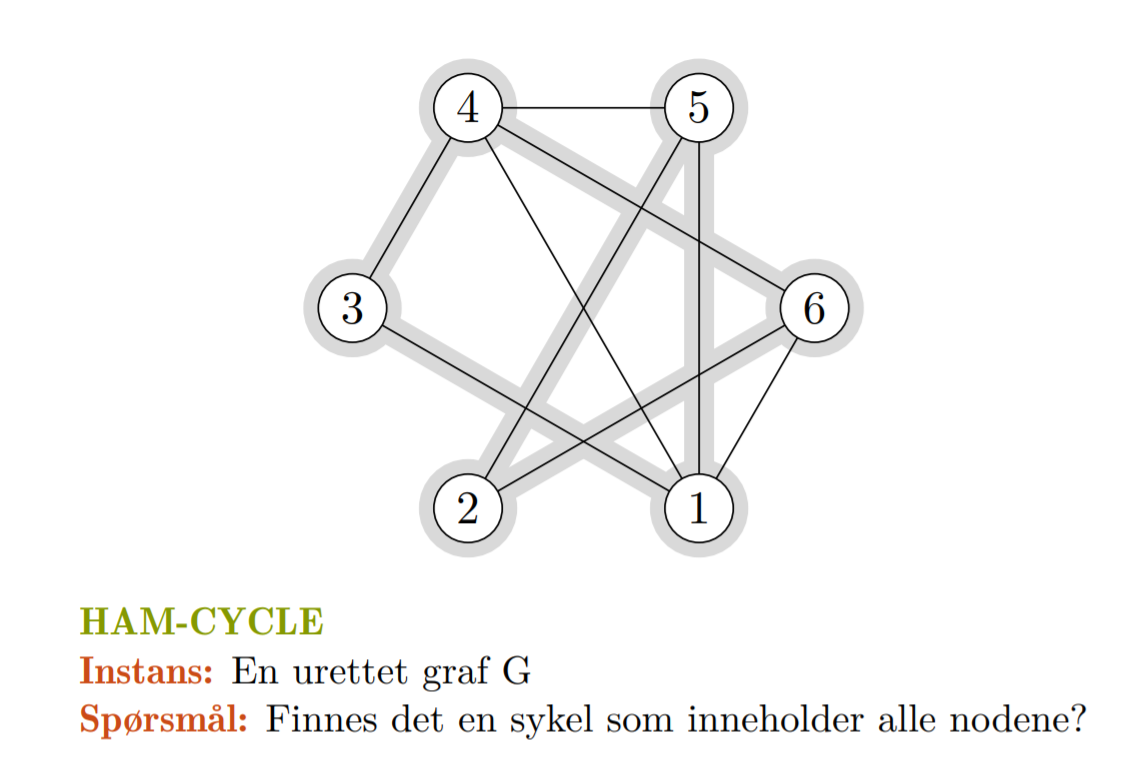 4 5
3 6
2 1
HAM-CYCLE
Instans: En urettet graf G
Spørsmål: Finnes det en sykel som inneholder alle nodene?